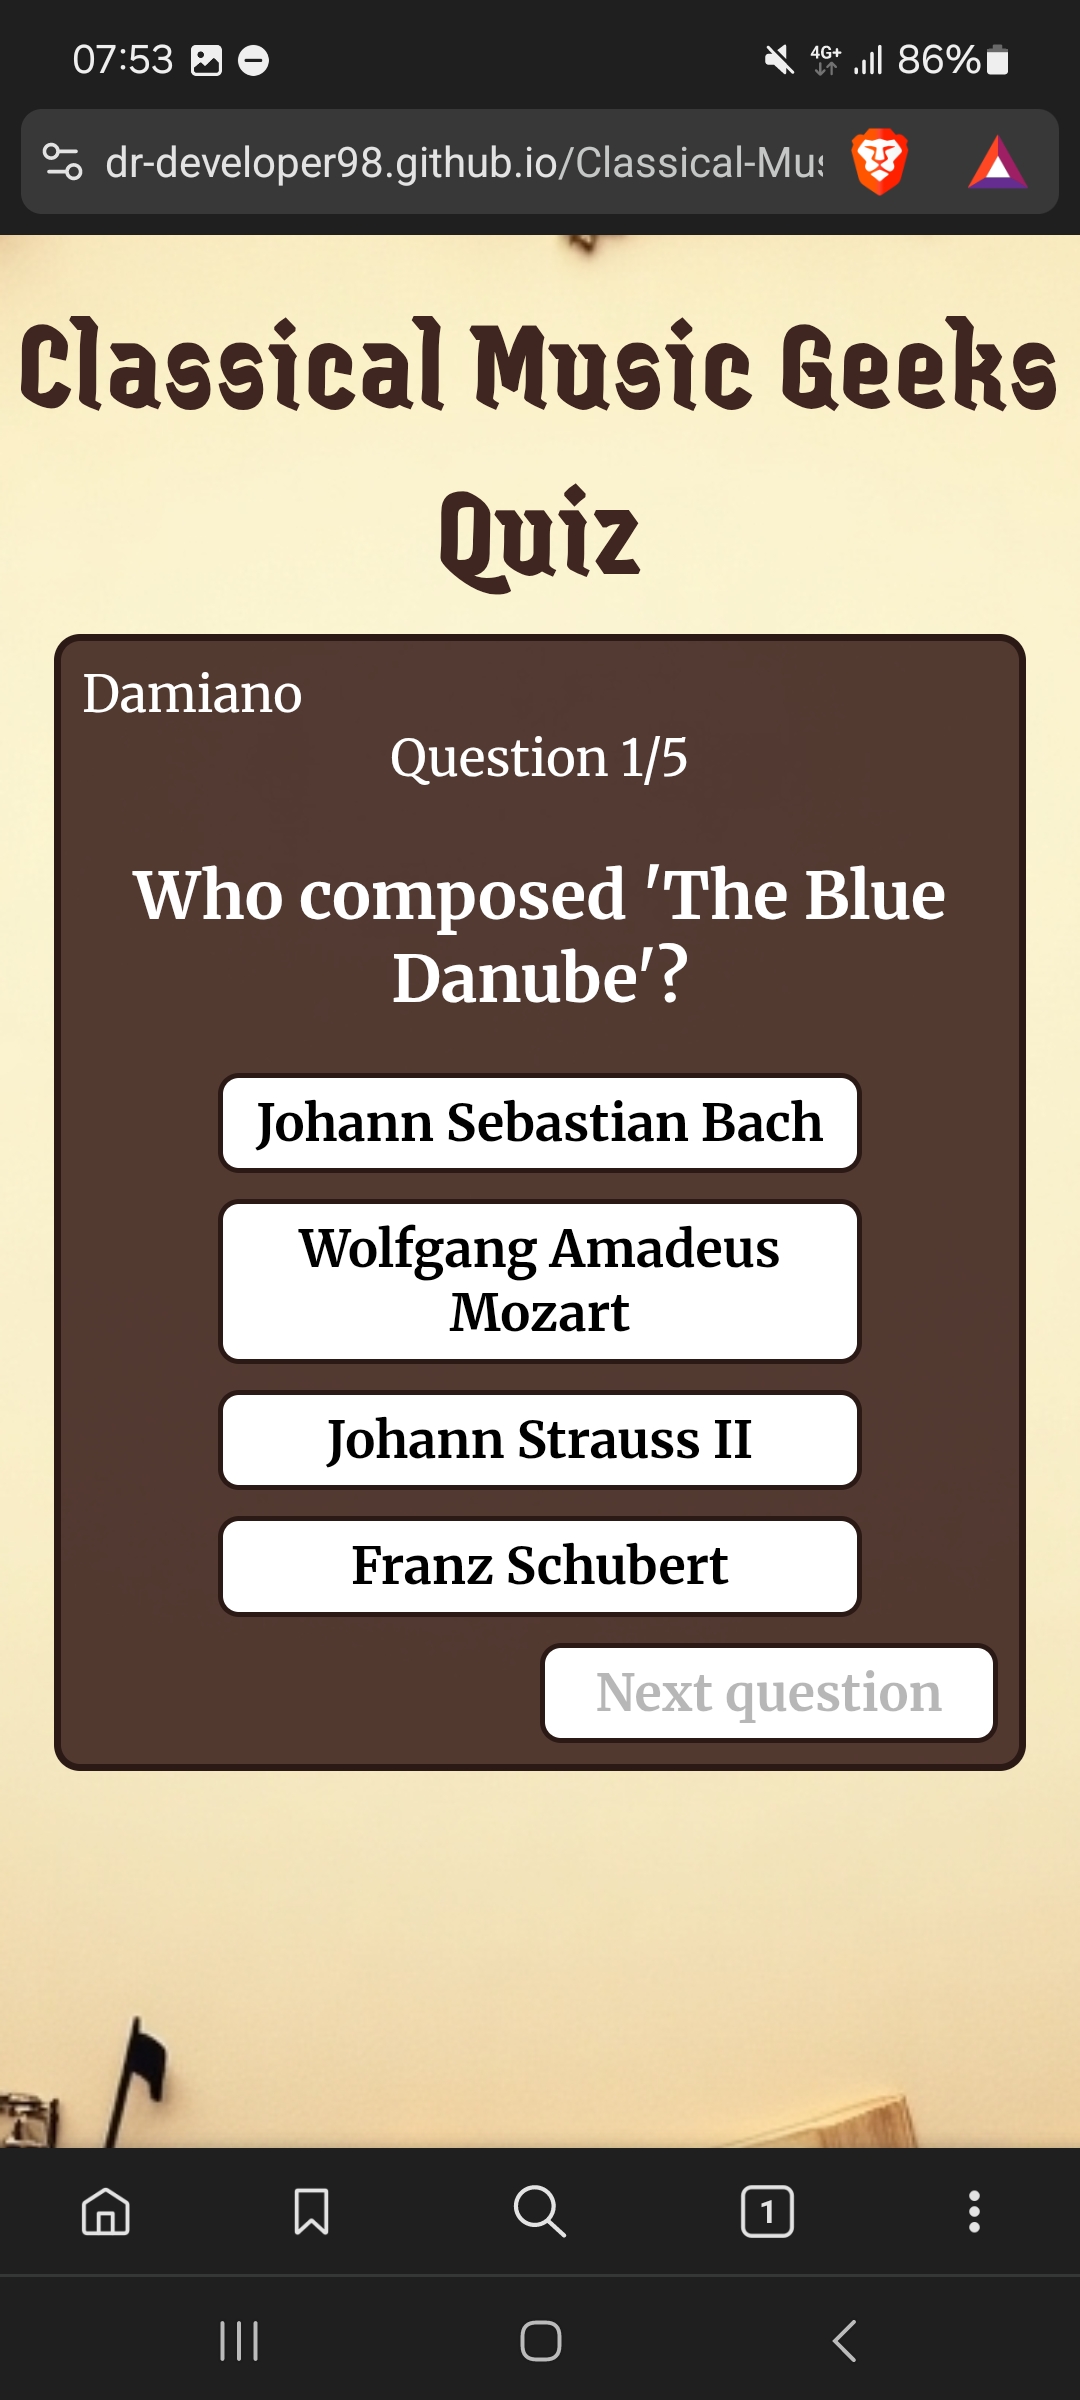 07:53 4G+ 86%
dr-developer98.github.io/Classical-Mus
Classical Music Geeks
Quiz
Damiano
Question 1/5
Who composed 'The Blue
Danube'?
Johann Sebastian Bach
Wolfgang Amadeus
Mozart
Johann Strauss II
Franz Schubert
Next question
1